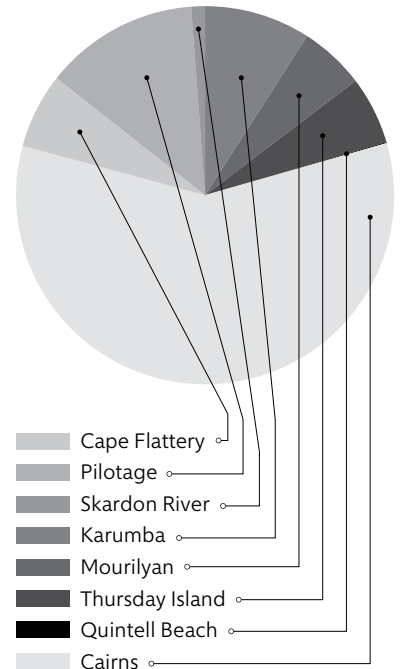 Cape Flattery
Pilotage
Skardon River
Karumba
Mourilyan
Thursday Island
Quintell Beach
Cairns